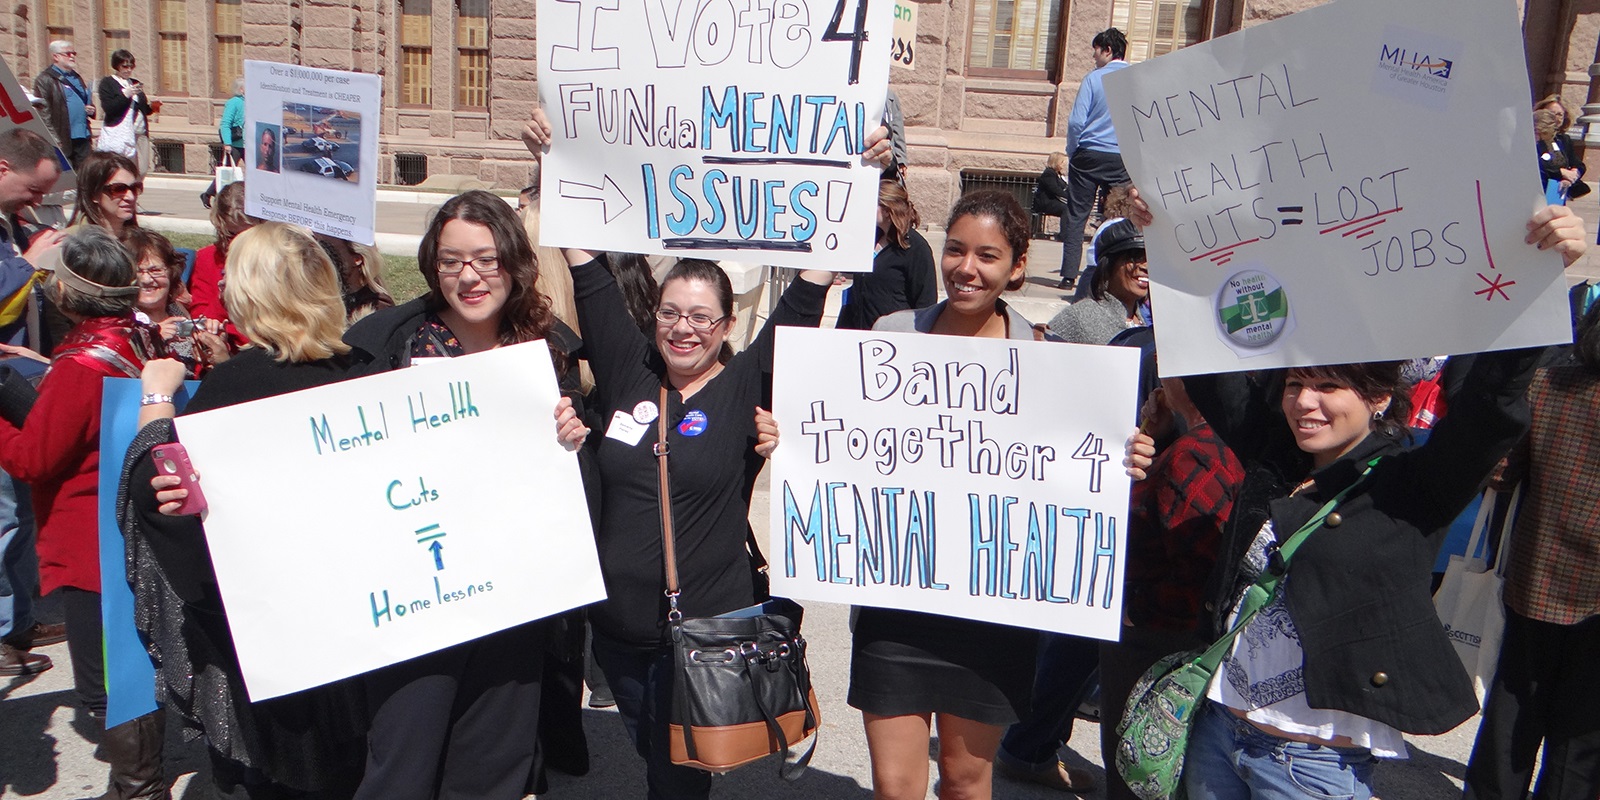 Over a $1,000,000 per case
Identification and Treatment is CHEAPER
Support Mental Health Emergency
Response BEFORE this happens.
I Vote 4
FUNdaMENTAL
ISSUES!
an
ess
MENTAL
HEALTH
CUTS = LOST
JOBS!
MHA
Mental Health America
of Greater Houston
No health
without
mental
health
Mental Health
Cuts
=
Homelessnes
Band
together 4
MENTAL HEALTH